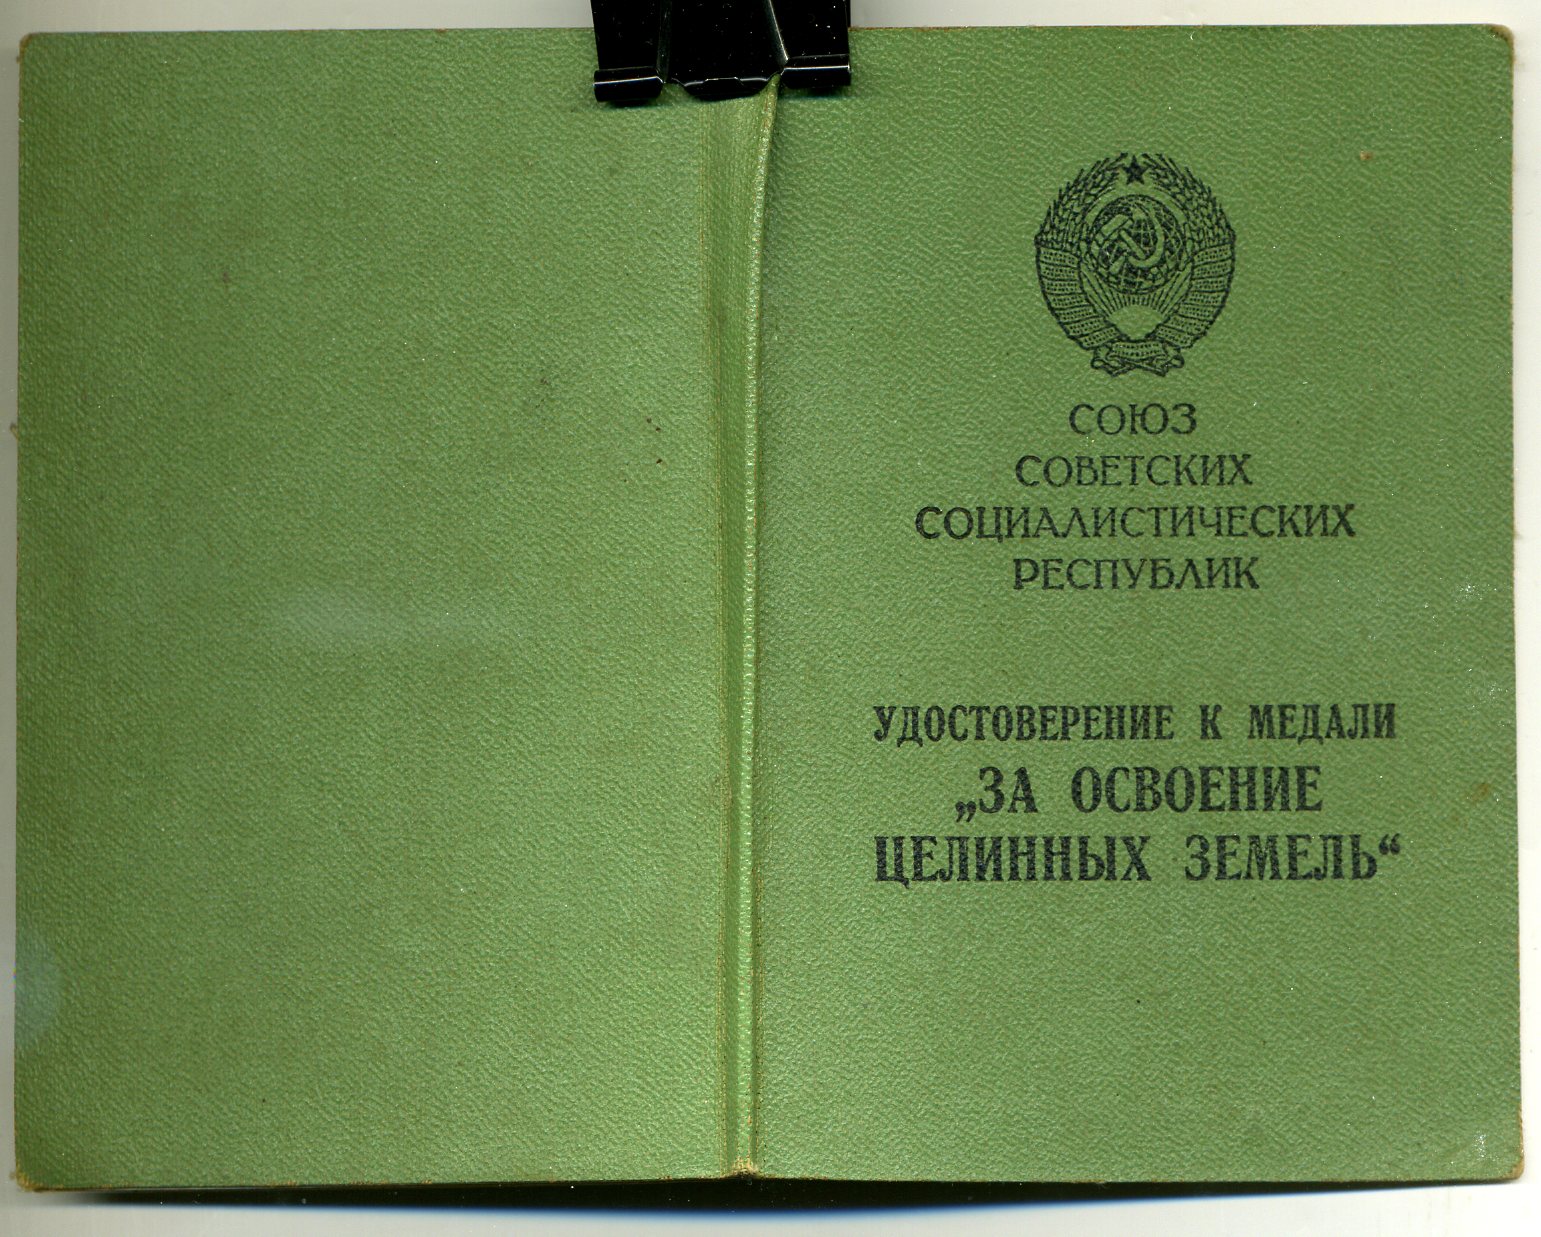 СОЮЗ
СОВЕТСКИХ
СОЦИАЛИСТИЧЕСКИХ
РЕСПУБЛИК
УДОСТОВЕРЕНИЕ К МЕДАЛИ
„ЗА ОСВОЕНИЕ
ЦЕЛИННЫХ ЗЕМЕЛЬ“